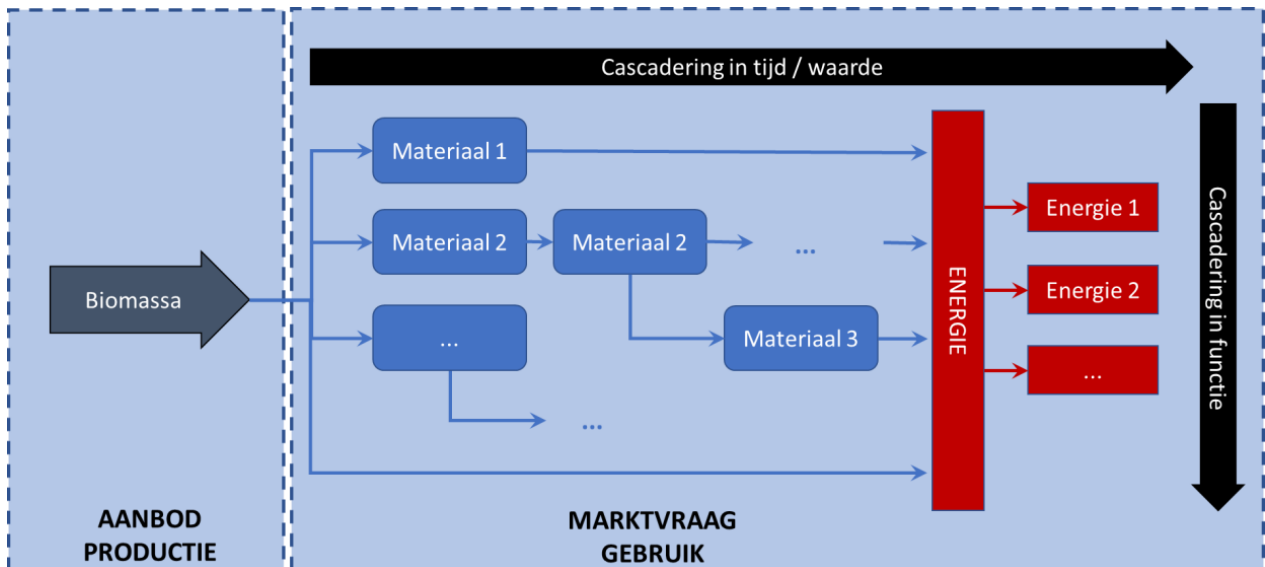 Cascadering in tijd / waarde
Materiaal 1
Materiaal 2
Materiaal 2
...
Energie 1
Biomassa
Energie 2
...
Materiaal 3
...
...
ENERGIE
Cascadering in functie
AANBOD
PRODUCTIE
MARKTVRAAG
GEBRUIK